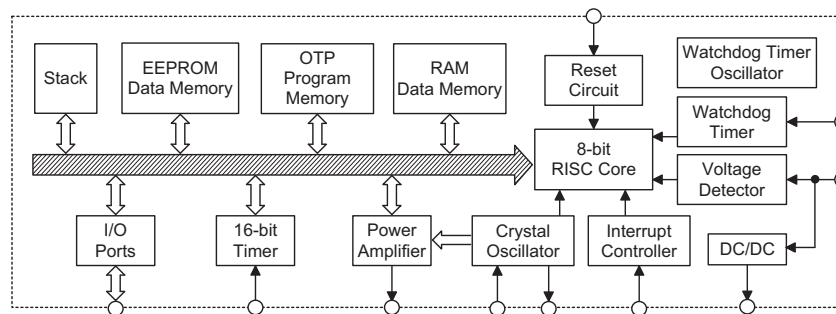 Stack
EEPROM
Data Memory
OTP
Program
Memory
RAM
Data Memory
Reset
Circuit
Watchdog Timer
Oscillator
Watchdog
Timer
8-bit
RISC Core
Voltage
Detector
I/O
Ports
16-bit
Timer
Power
Amplifier
Crystal
Oscillator
Interrupt
Controller
DC/DC